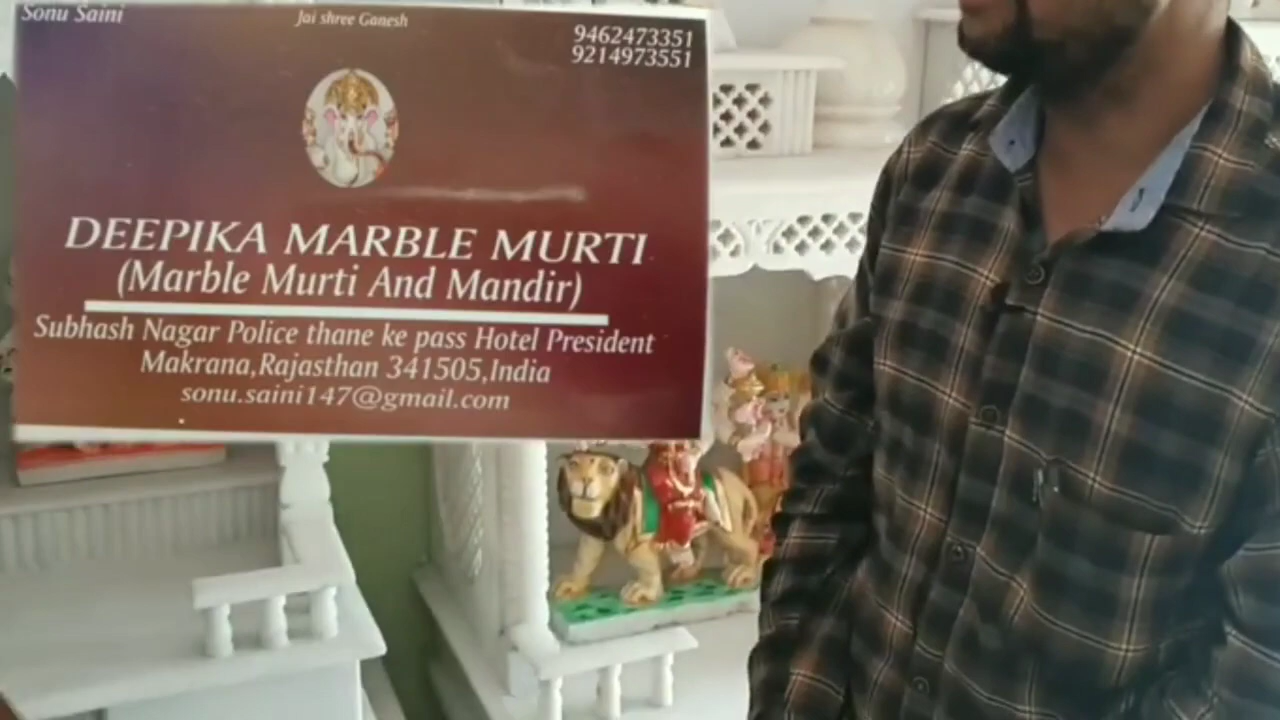 Sonu Saini
Jai shree Ganesh
9462473351
9214973551
DEEPIKA MARBLE MURTI
(Marble Murti And Mandir)
Subhash Nagar Police thane ke pass Hotel President
Makrana,Rajasthan 341505,India
sonu.saini147@gmail.com